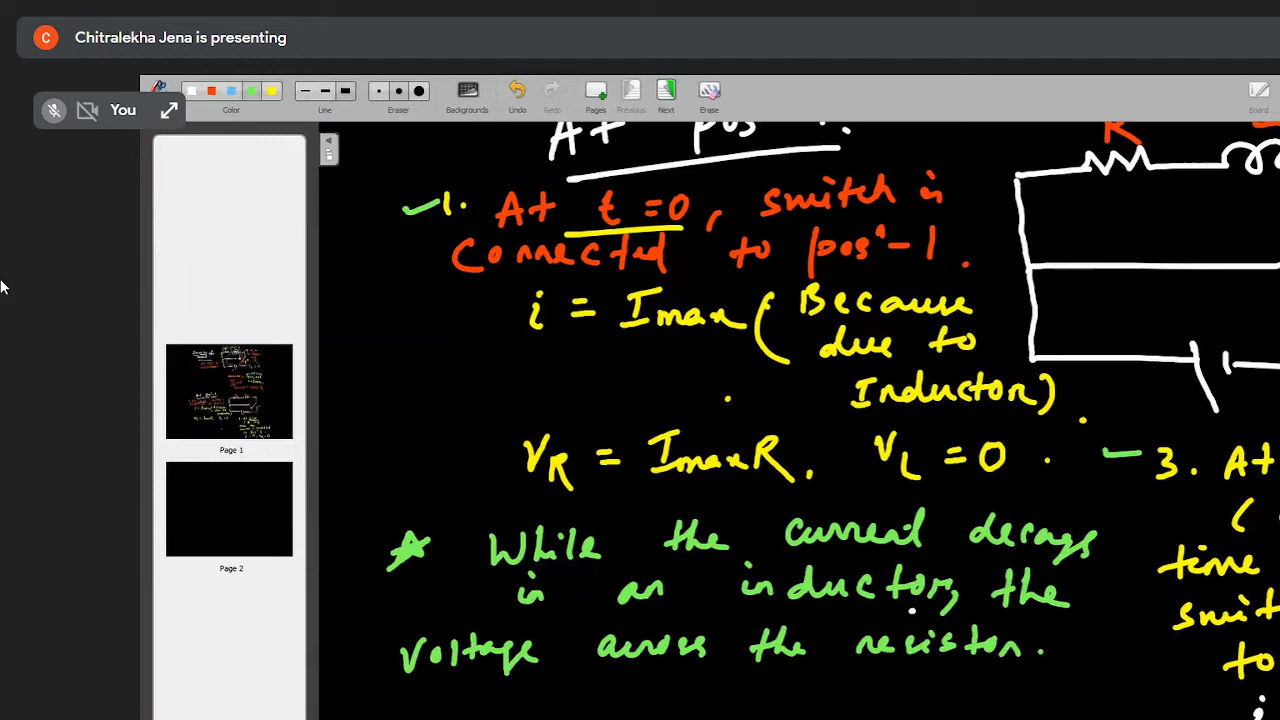 C Chitralekha Jena is presenting
You
Color
Line
Eraser
Backgrounds
Undo
Redo
Pages
Previous
Next
Erase
Board
Page 1
Page 2
At pos
R
1. At t = 0, switch is
connected to posⁿ-1.
i = Imax (Because
due to
Inductor).
VR = ImaxR, VL = 0.
While the current decays
in an inductor, the
voltage across the resistor.
3. At
(
time
swit
to
i